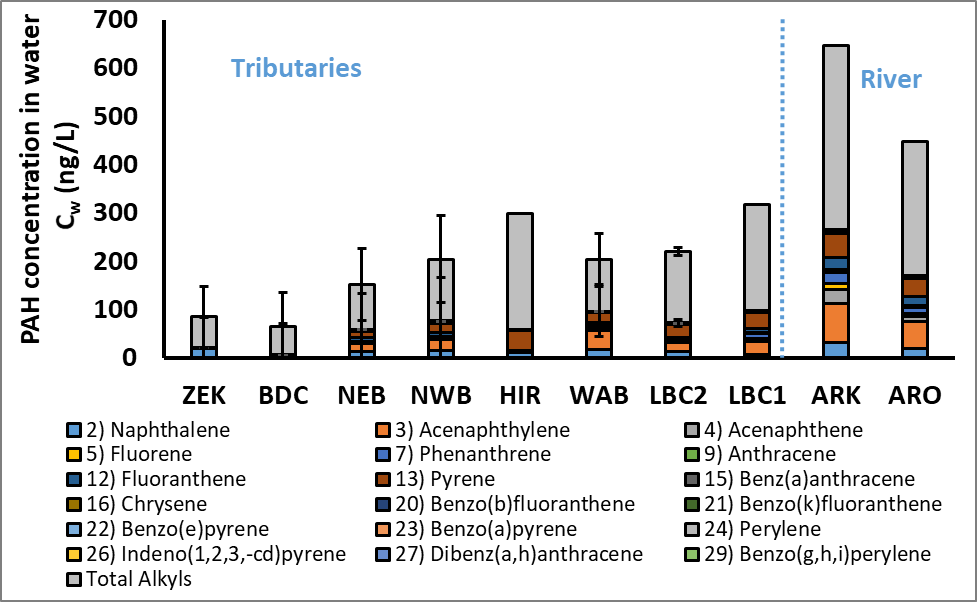 PAH concentration in water
Cw (ng/L)
700
600
500
400
300
200
100
0
Tributaries
River
ZEK BDC NEB NWB HIR WAB LBC2 LBC1 ARK ARO
2) Naphthalene 3) Acenaphthylene 4) Acenaphthene
5) Fluorene 7) Phenanthrene 9) Anthracene
12) Fluoranthene 13) Pyrene 15) Benz(a)anthracene
16) Chrysene 20) Benzo(b)fluoranthene 21) Benzo(k)fluoranthene
22) Benzo(e)pyrene 23) Benzo(a)pyrene 24) Perylene
26) Indeno(1,2,3,-cd)pyrene 27) Dibenz(a,h)anthracene 29) Benzo(g,h,i)perylene
Total Alkyls